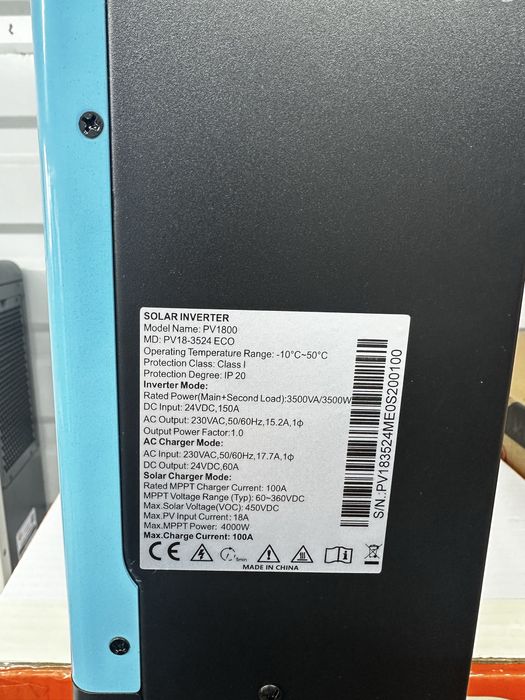 SOLAR INVERTER
Model Name: PV1800
MD: PV18-3524 ECO
Operating Temperature Range: -10°C~50°C
Protection Class: Class I
Protection Degree: IP 20
Inverter Mode:
Rated Power(Main+Second Load):3500VA/3500W
DC Input: 24VDC,150A
AC Output: 230VAC,50/60Hz,15.2A,1ф
Output Power Factor:1.0
AC Charger Mode:
AC Input: 230VAC,50/60Hz,17.7A,1ф
DC Output: 24VDC,60A
Solar Charger Mode:
Rated MPPT Charger Current: 100A
MPPT Voltage Range (Typ): 60~360VDC
Max.Solar Voltage(VOC): 450VDC
Max.PV Input Current: 18A
Max.MPPT Power: 4000W
Max.Charge Current: 100A
CE
5min
MADE IN CHINA
S/N:PV183524ME0S200100